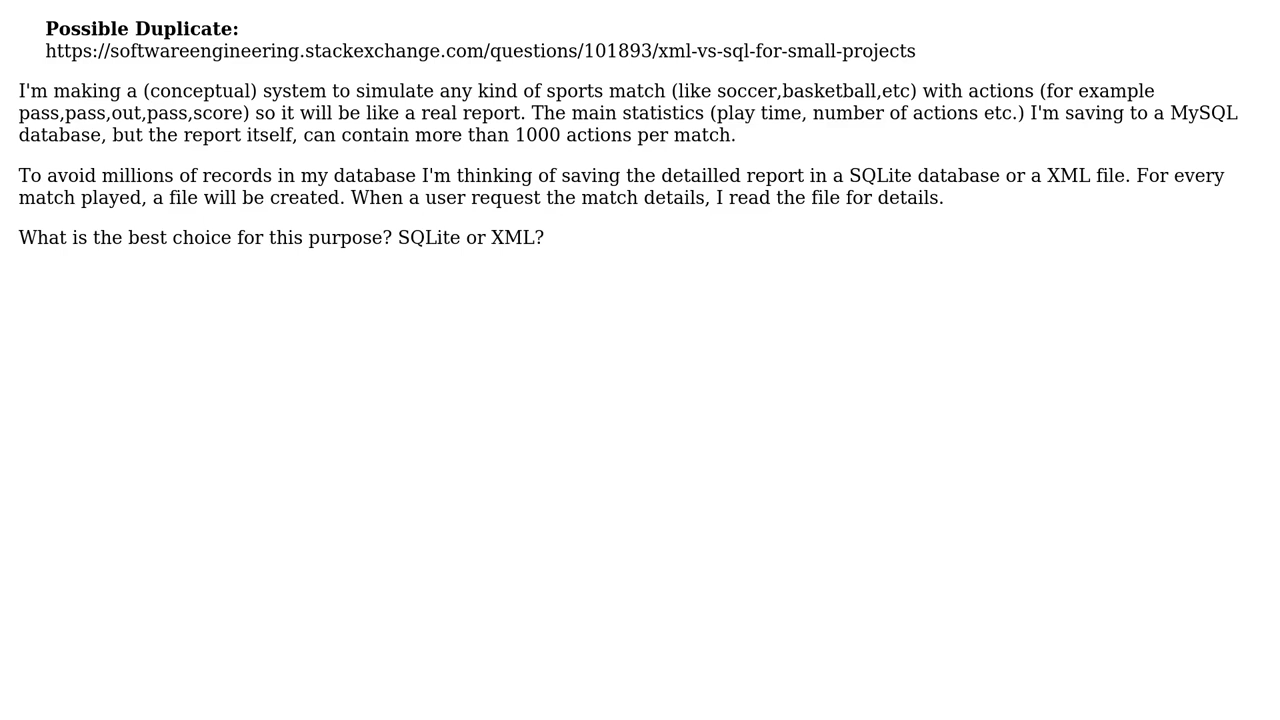 Possible Duplicate:
https://softwareengineering.stackexchange.com/questions/101893/xml-vs-sql-for-small-projects
I'm making a (conceptual) system to simulate any kind of sports match (like soccer,basketball,etc) with actions (for example
pass,pass,out,pass,score) so it will be like a real report. The main statistics (play time, number of actions etc.) I'm saving to a MySQL
database, but the report itself, can contain more than 1000 actions per match.
To avoid millions of records in my database I'm thinking of saving the detailled report in a SQLite database or a XML file. For every
match played, a file will be created. When a user request the match details, I read the file for details.
What is the best choice for this purpose? SQLite or XML?